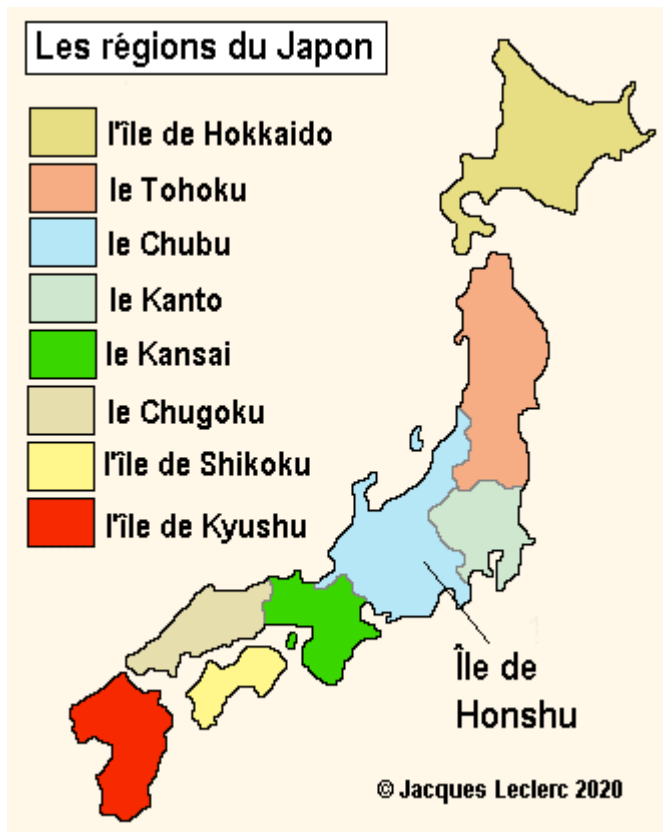 Les régions du Japon
l'île de Hokkaido
le Tohoku
le Chubu
le Kanto
le Kansai
le Chugoku
l'île de Shikoku
l'île de Kyushu
Île de
Honshu
© Jacques Leclerc 2020